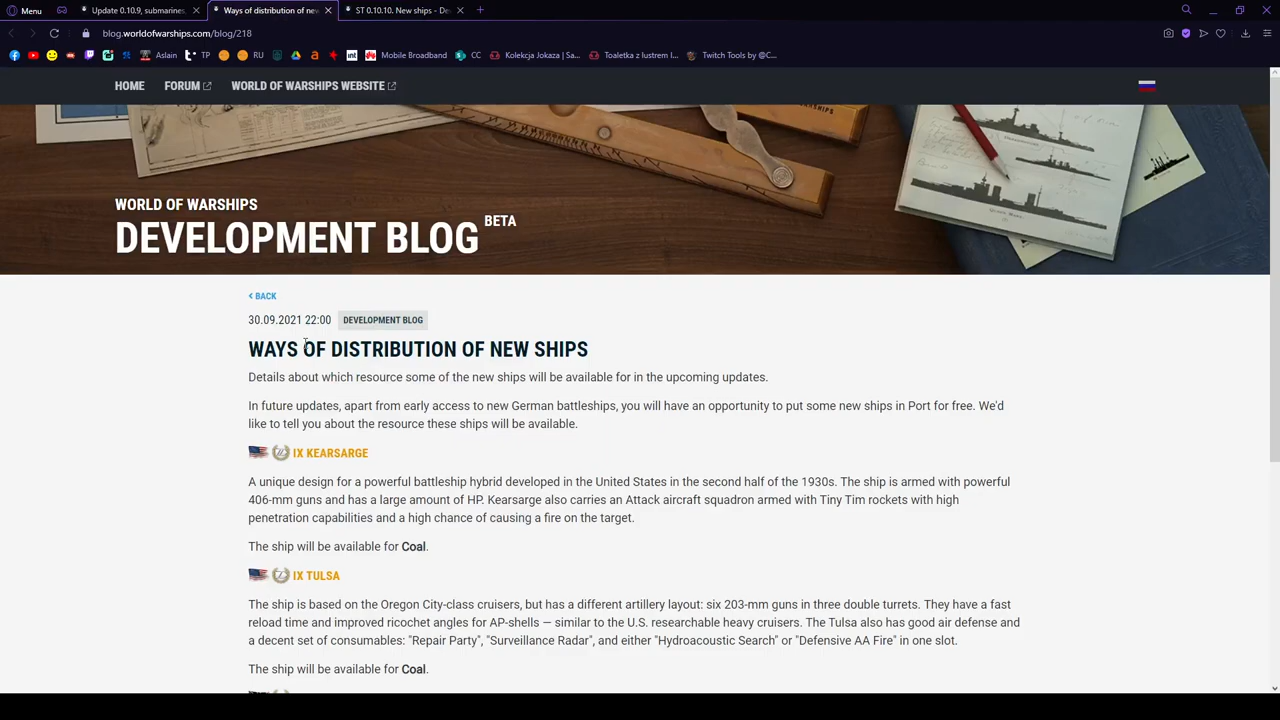 Menu
Update 0.10.9, submarines,
Ways of distribution of new
ST 0.10.10. New ships - De
blog.worldofwarships.com/blog/218
Aslain
TP
RU
int
Mobile Broadband
CC
Kolekcja Jokaza | Sa...
Toaletka z lustrem I...
Twitch Tools by @C...
HOME
FORUM
WORLD OF WARSHIPS WEBSITE
WORLD OF WARSHIPS
DEVELOPMENT BLOG BETA
< BACK
30.09.2021 22:00 DEVELOPMENT BLOG
WAYS OF DISTRIBUTION OF NEW SHIPS
Details about which resource some of the new ships will be available for in the upcoming updates.
In future updates, apart from early access to new German battleships, you will have an opportunity to put some new ships in Port for free. We'd
like to tell you about the resource these ships will be available.
IX KEARSARGE
A unique design for a powerful battleship hybrid developed in the United States in the second half of the 1930s. The ship is armed with powerful
406-mm guns and has a large amount of HP. Kearsarge also carries an Attack aircraft squadron armed with Tiny Tim rockets with high
penetration capabilities and a high chance of causing a fire on the target.
The ship will be available for Coal.
IX TULSA
The ship is based on the Oregon City-class cruisers, but has a different artillery layout: six 203-mm guns in three double turrets. They have a fast
reload time and improved ricochet angles for AP-shells — similar to the U.S. researchable heavy cruisers. The Tulsa also has good air defense and
a decent set of consumables: "Repair Party", "Surveillance Radar", and either "Hydroacoustic Search" or "Defensive AA Fire" in one slot.
The ship will be available for Coal.